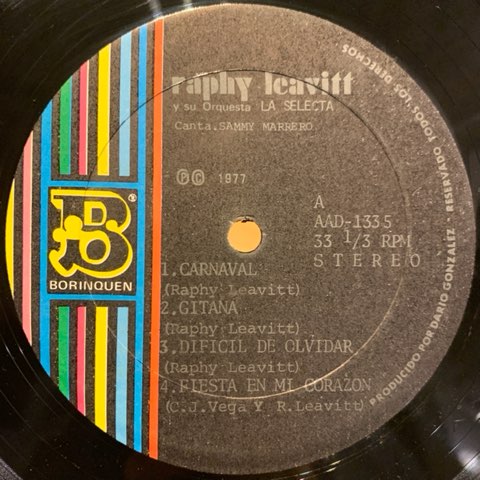 raphy leavitt
y su Orquesta LA SELECTA
Canta.SAMMY MARRERO
℗© 1977
A
AAD-1335
33 1/3 RPM
STEREO
®
BORINQUEN
1.CARNAVAL
(Raphy Leavitt)
2.GITANA
(Raphy Leavitt)
3.DIFICIL DE OLVIDAR
(Raphy Leavitt)
4.FIESTA EN MI CORAZON
(C.J.Vega Y R.Leavitt)
PRODUCIDO POR DARIO GONZALEZ - RESERVADO TODOS LOS DERECHOS